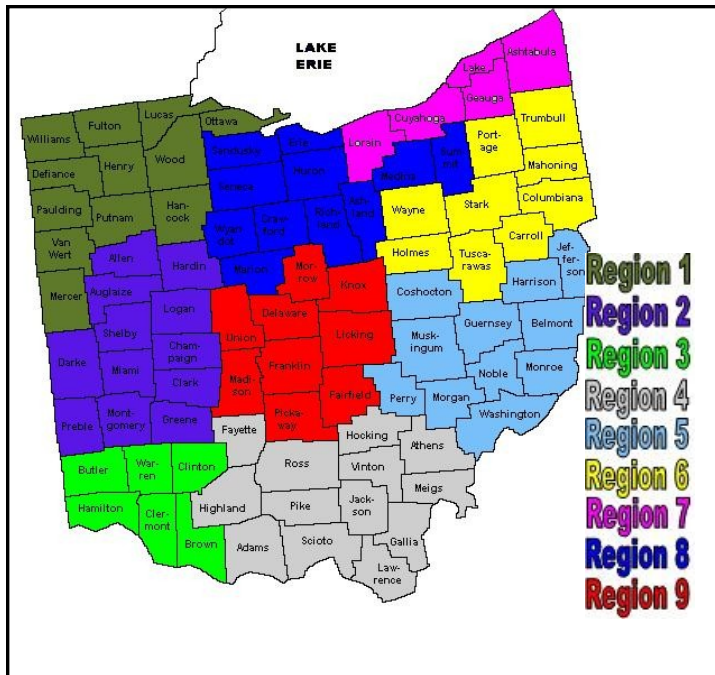 LAKE
ERIE
Ashtabula
Lake
Geauga
Cuyahoga
Lorain
Lucas
Ottawa
Fulton
Williams
Trumbull
Port-
age
Sandusky
Erie
Sum-
mit
Wood
Henry
Defiance
Huron
Medina
Mahoning
Seneca
Paulding
Putnam
Han-
cock
Ash-
land
Wayne
Stark
Columbiana
Wyan-
dot
Craw-
ford
Rich-
land
Van
Wert
Allen
Hardin
Holmes
Tusca-
rawas
Carroll
Jef-
fer-
son
Marion
Mor-
row
Knox
Mercer
Auglaize
Coshocton
Harrison
Logan
Delaware
Union
Shelby
Licking
Mus-
kingum
Guernsey
Belmont
Darke
Cham-
paign
Miami
Clark
Madi-
son
Franklin
Fairfield
Noble
Monroe
Perry
Morgan
Washington
Preble
Mont-
gomery
Greene
Picka-
way
Fayette
Hocking
Athens
Butler
War-
ren
Clinton
Ross
Vinton
Meigs
Hamilton
Cler-
mont
Highland
Pike
Jack-
son
Gallia
Brown
Adams
Scioto
Law-
rence
Region 1
Region 2
Region 3
Region 4
Region 5
Region 6
Region 7
Region 8
Region 9